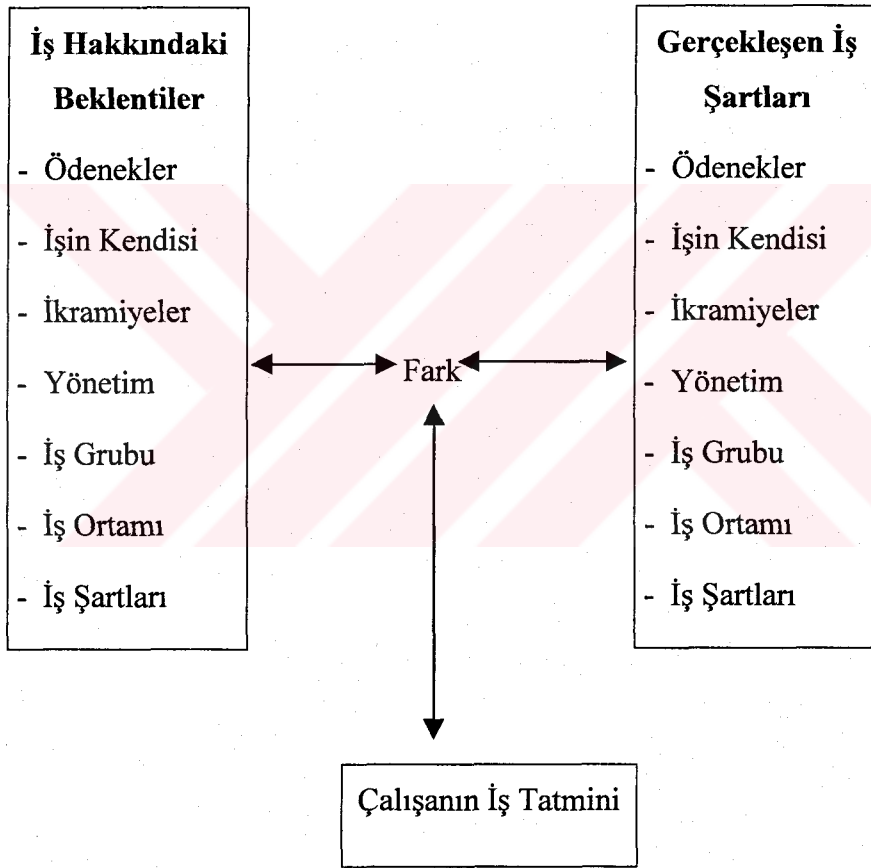 İş Hakkındaki
Beklentiler
- Ödenekler
- İşin Kendisi
- İkramiyeler
- Yönetim
- İş Grubu
- İş Ortamı
- İş Şartları
Fark
Gerçekleşen İş
Şartları
- Ödenekler
- İşin Kendisi
- İkramiyeler
- Yönetim
- İş Grubu
- İş Ortamı
- İş Şartları
Çalışanın İş Tatmini